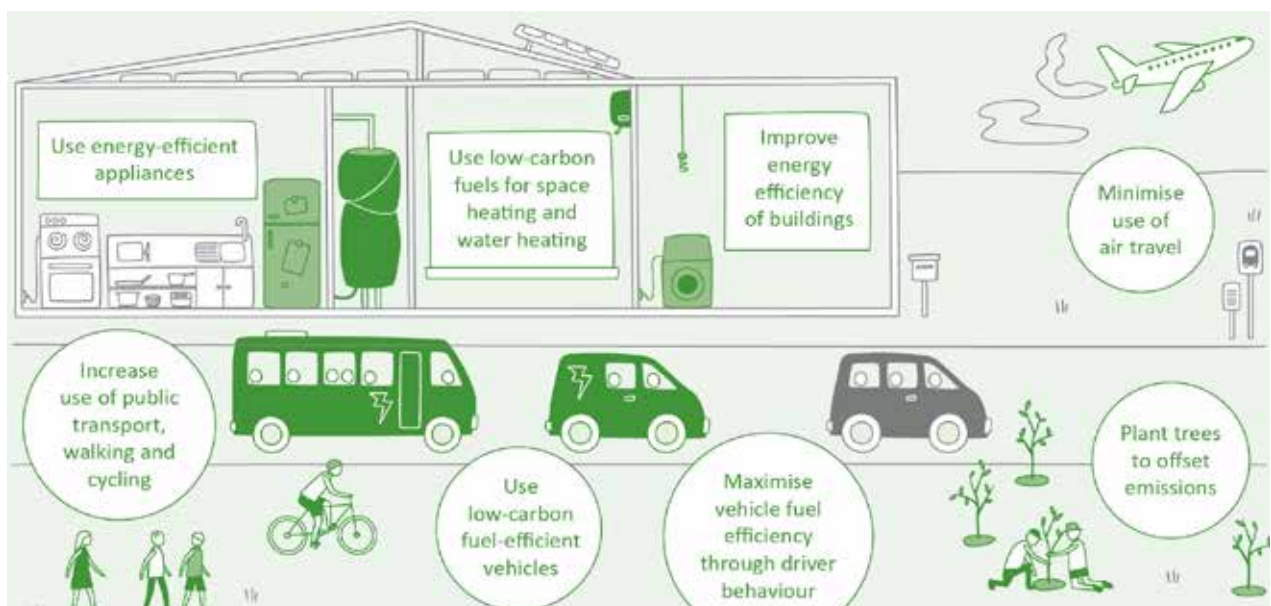 Use energy-efficient
appliances
Use low-carbon
fuels for space
heating and
water heating
Improve
energy
efficiency
of buildings
Minimise
use of
air travel
Increase
use of public
transport,
walking and
cycling
Use
low-carbon
fuel-efficient
vehicles
Maximise
vehicle fuel
efficiency
through driver
behaviour
Plant trees
to offset
emissions